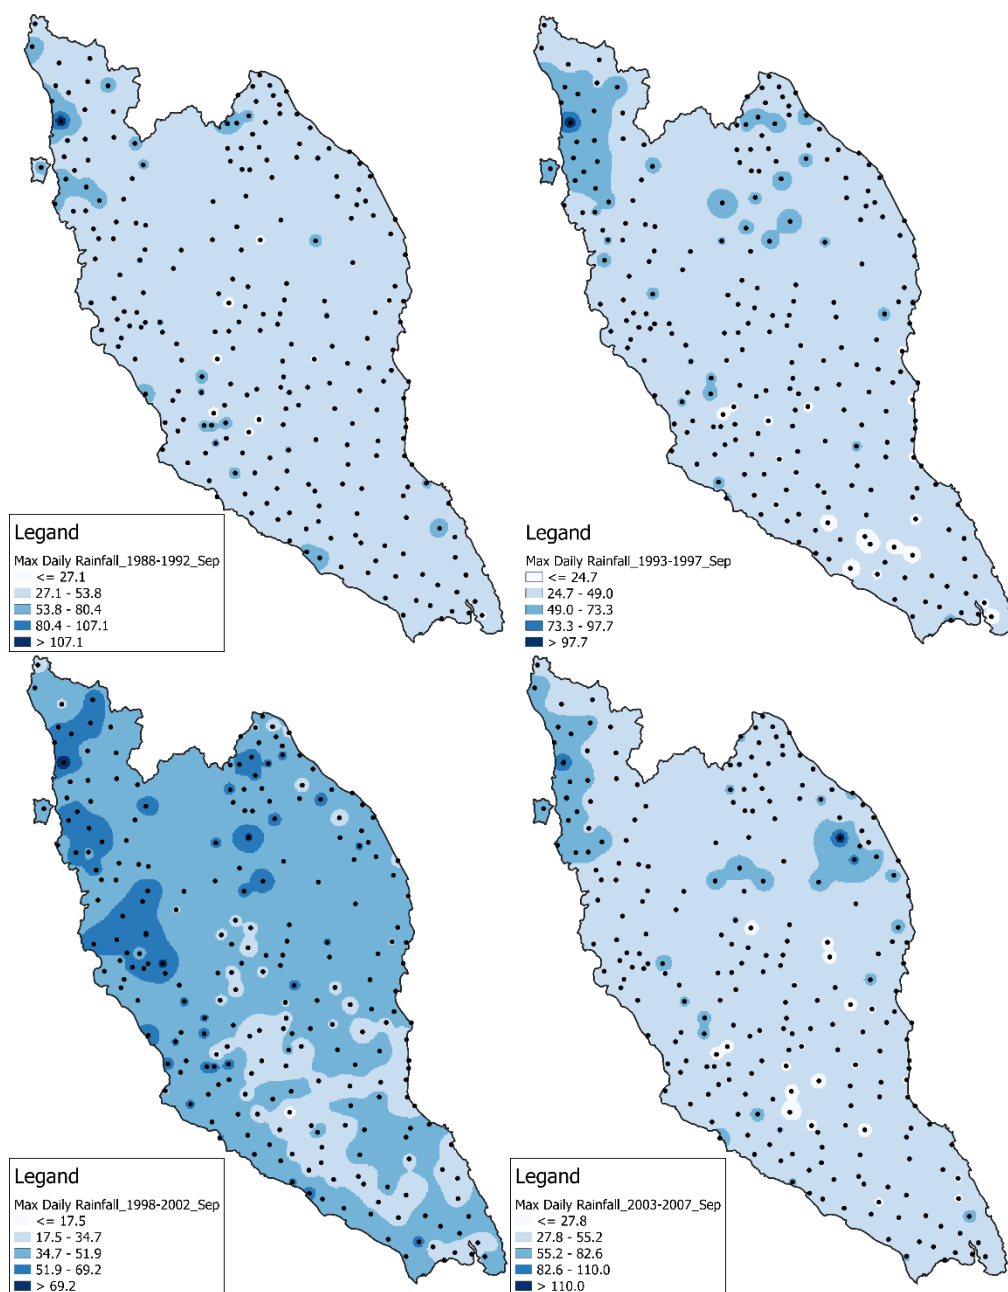 Legand
Max Daily Rainfall_1988-1992_Sep
<= 27.1
27.1 - 53.8
53.8 - 80.4
80.4 - 107.1
> 107.1
Legand
Max Daily Rainfall_1993-1997_Sep
<= 24.7
24.7 - 49.0
49.0 - 73.3
73.3 - 97.7
> 97.7
Legand
Max Daily Rainfall_1998-2002_Sep
<= 17.5
17.5 - 34.7
34.7 - 51.9
51.9 - 69.2
> 69.2
Legand
Max Daily Rainfall_2003-2007_Sep
<= 27.8
27.8 - 55.2
55.2 - 82.6
82.6 - 110.0
> 110.0